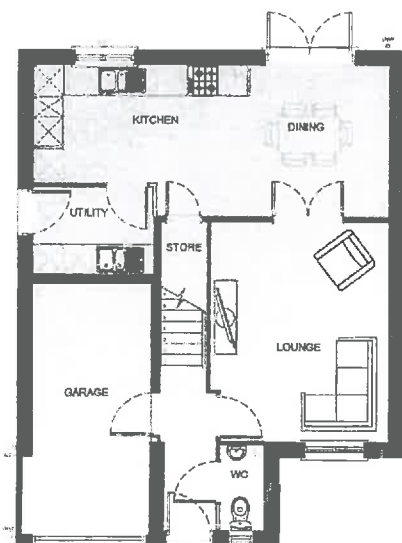 KITCHEN
DINING
UTILITY
STORE
LOUNGE
GARAGE
WC